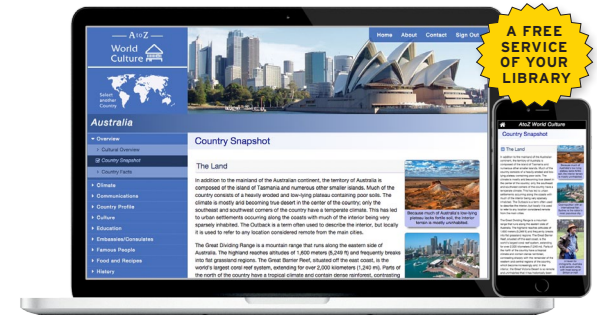 A FREE
SERVICE
OF YOUR
LIBRARY
A to Z
World
Culture
Home About Contact Sign Out
Select
another
Country
Australia
Overview
Cultural Overview
Country Snapshot
Country Facts
Climate
Communications
Country Profile
Culture
Education
Embassies/Consulates
Famous People
Food and Recipes
History
Country Snapshot
The Land
In addition to the mainland of the Australian continent, the territory of Australia is
composed of the island of Tasmania and numerous other smaller islands. Much of the
country consists of a heavily eroded and low-lying plateau containing poor soils. The
climate is mostly and becoming true desert in the center of the country; only the
southeast and southwest corners of the country have a temperate climate. This has led
to urban settlements occurring along the coasts with much of the interior being very
sparsely inhabited. The Outback is a term often used to describe the interior, but locally
it is used to refer to any location considered remote from the main cities.
The Great Dividing Range is a mountain range that runs along the eastern side of
Australia. The highland reaches altitudes of 1,600 meters (5,249 ft) and frequently breaks
into flat grassland regions. The Great Barrier Reef, situated off the east coast, is the
world's largest coral reef system, extending for over 2,000 kilometers (1,240 mi). Parts of
the north of the country have a tropical climate and contain dense rainforest, contrasting
Because much of Australia's low-lying
plateau lacks fertile soil, the interior
terrain is mostly uninhabited.
AtoZ World Culture
Country Snapshot
The Land